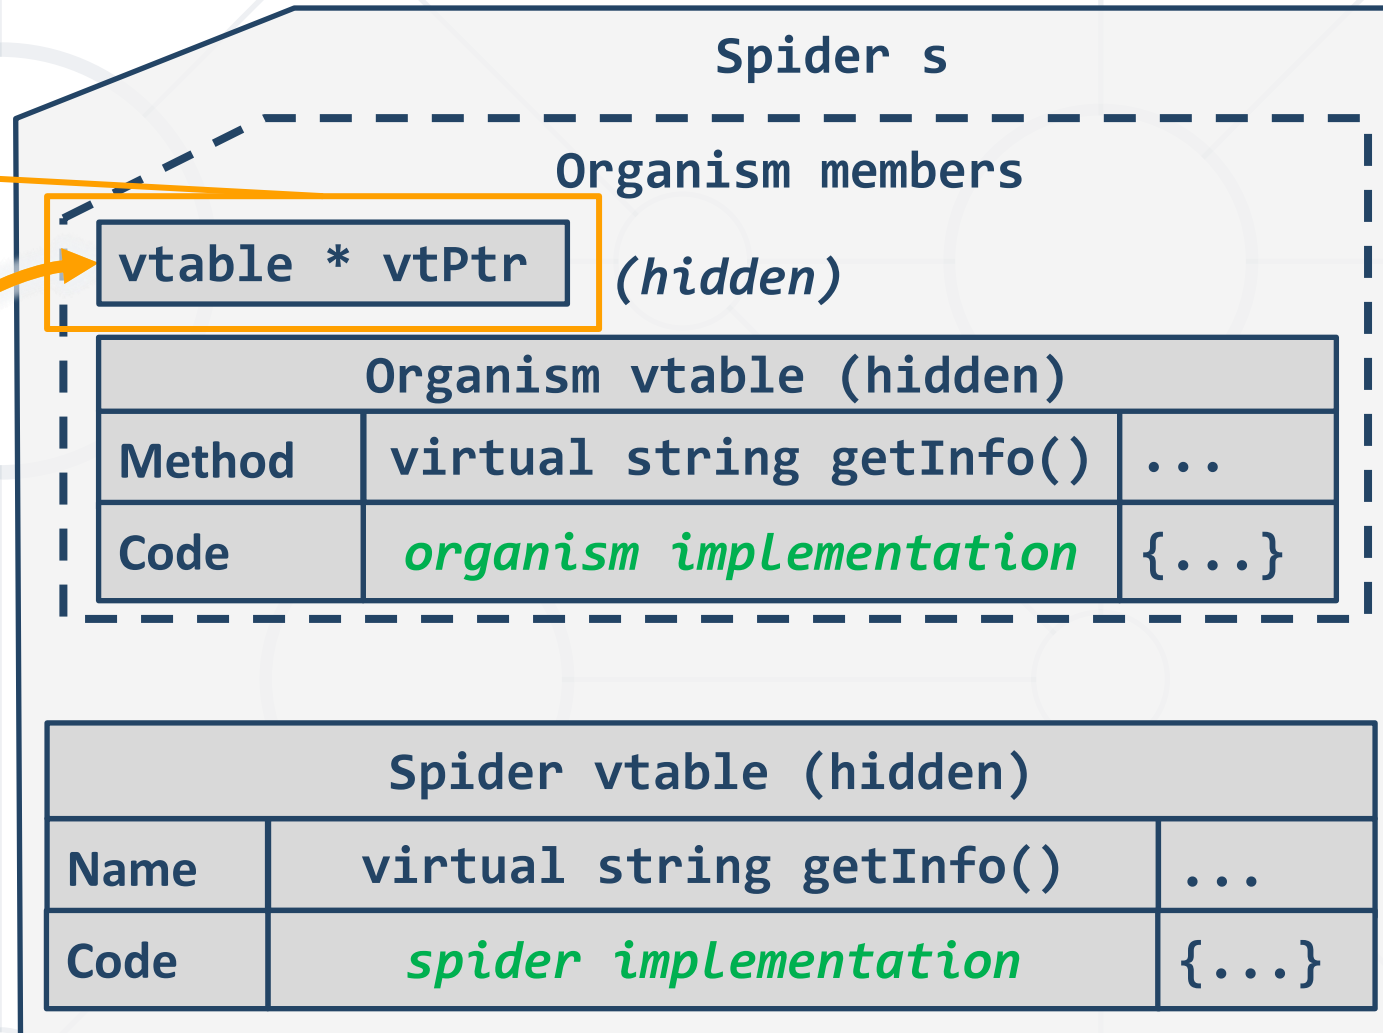 Spider s
Organism members
vtable * vtPtr (hidden)
Organism vtable (hidden)
Method virtual string getInfo() ...
Code organism implementation {...}
Spider vtable (hidden)
Name virtual string getInfo() ...
Code spider implementation {...}